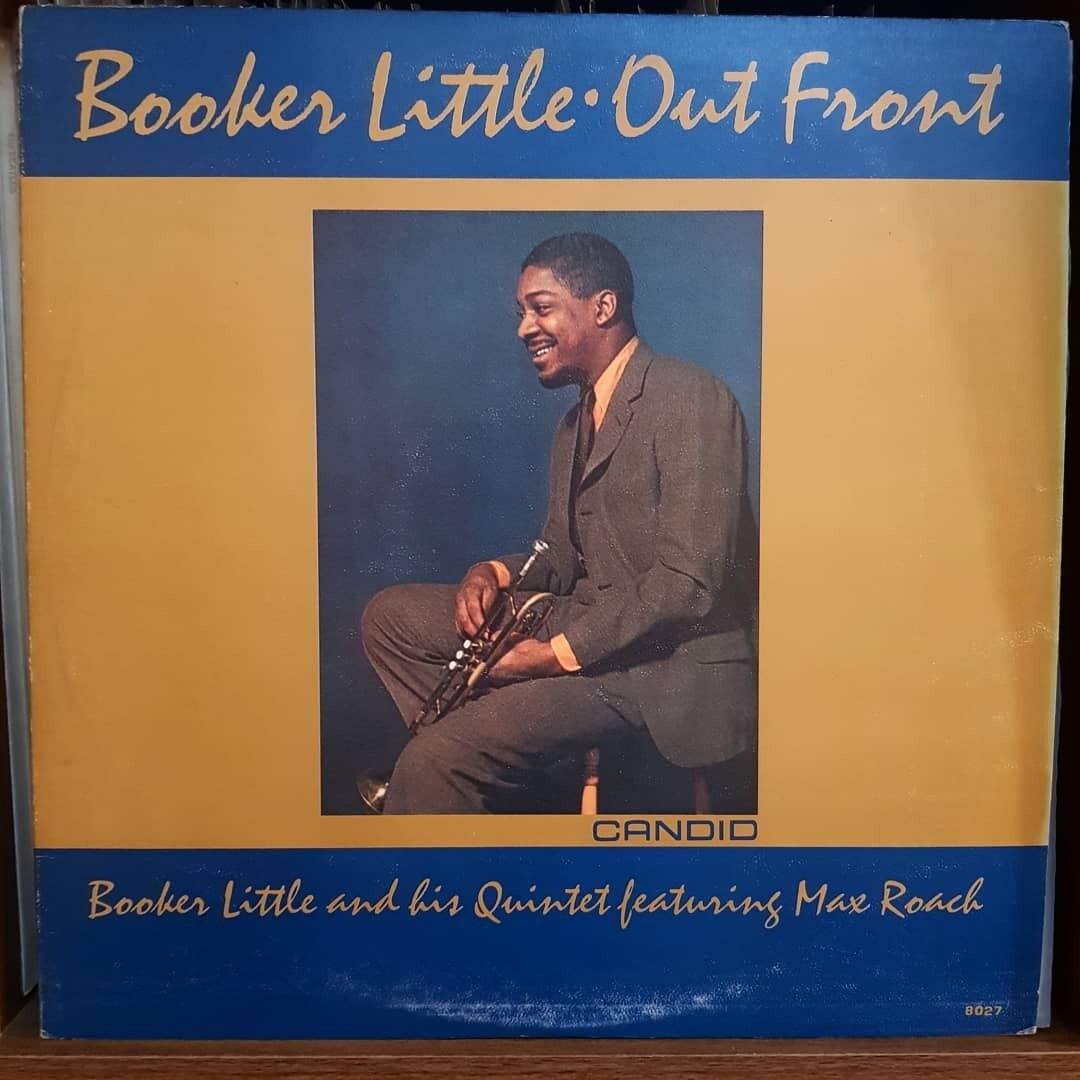 Booker Little · Out Front
CANDID
Booker Little and his Quintet featuring Max Roach
8027